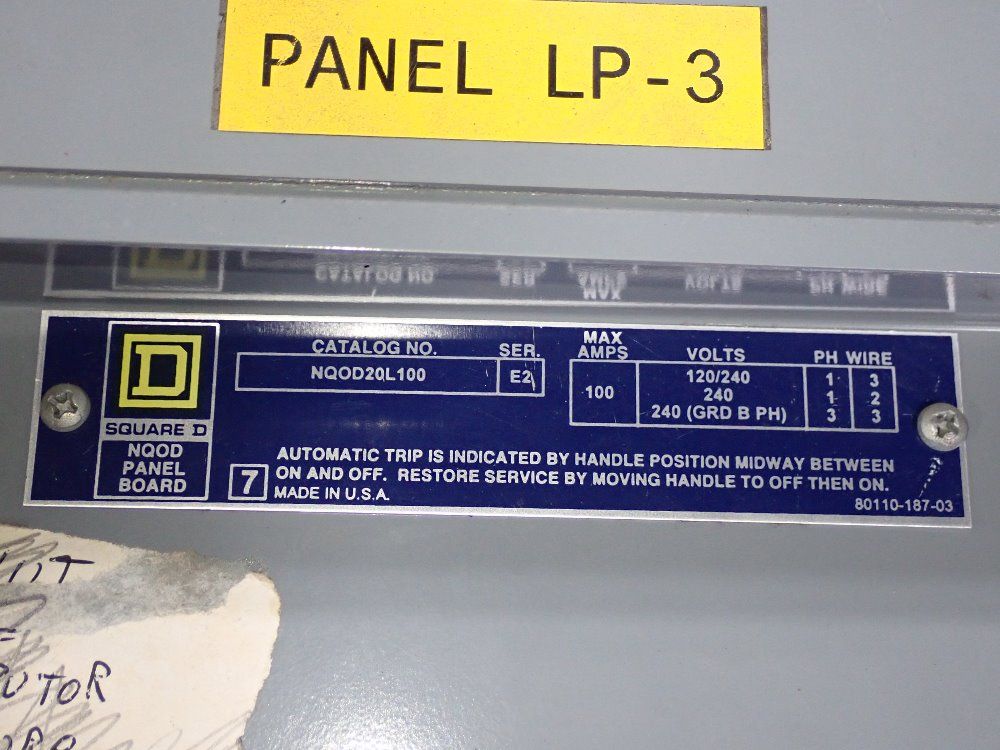 PANEL LP-3
CATALOG NO. SER. MAX AMPS VOLTS PH WIRE
NQOD20L100 E2 100 120/240 1 3
240 1 2
240 (GRD B PH) 3 3
D
SQUARE D
NQOD
PANEL
BOARD
7
AUTOMATIC TRIP IS INDICATED BY HANDLE POSITION MIDWAY BETWEEN
ON AND OFF. RESTORE SERVICE BY MOVING HANDLE TO OFF THEN ON.
MADE IN U.S.A.
80110-187-03